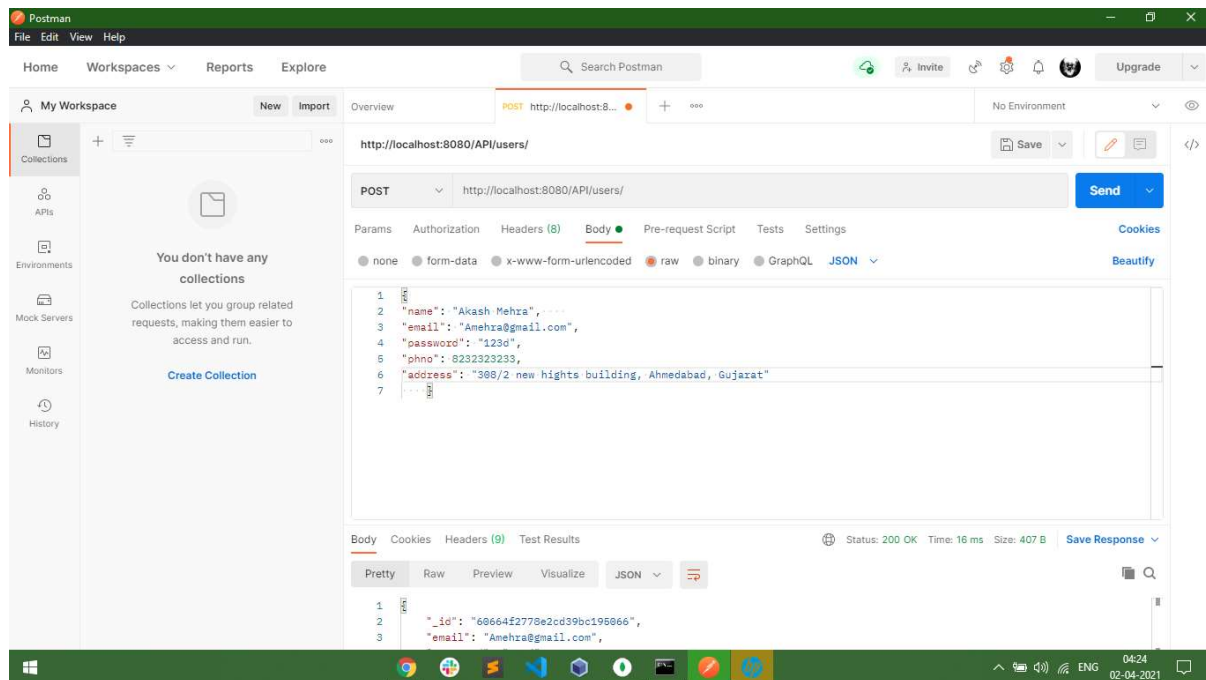 Postman
File Edit View Help
Home Workspaces Reports Explore Search Postman Invite Upgrade
My Workspace New Import Overview POST http://localhost:8... No Environment
Collections
APIs
Environments
Mock Servers
Monitors
History
You don't have any
collections
Collections let you group related
requests, making them easier to
access and run.
Create Collection
http://localhost:8080/API/users/ Save
POST http://localhost:8080/API/users/ Send
Params Authorization Headers (8) Body Pre-request Script Tests Settings Cookies
none form-data x-www-form-urlencoded raw binary GraphQL JSON Beautify
1 {
2 "name": "Akash Mehra",
3 "email": "Amehra@gmail.com",
4 "password": "123d",
5 "phno": 8232323233,
6 "address": "308/2 new hights building, Ahmedabad, Gujarat"
7 }
Body Cookies Headers (9) Test Results Status: 200 OK Time: 16 ms Size: 407 B Save Response
Pretty Raw Preview Visualize JSON
1 {
2 "_id": "60664f2778e2cd39bc195066",
3 "email": "Amehra@gmail.com",
ENG 04:24
02-04-2021